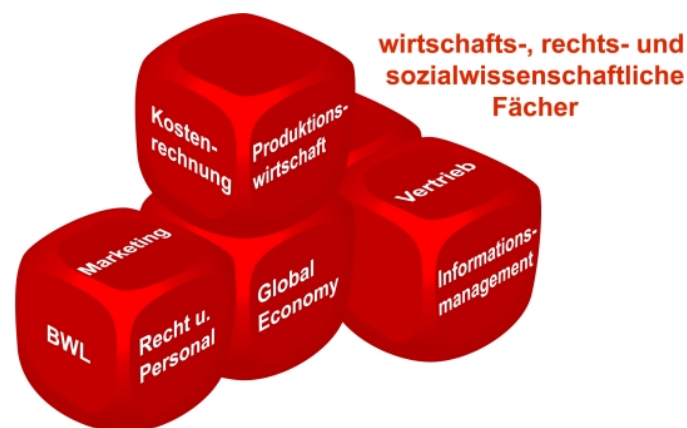 wirtschafts-, rechts- und
sozialwissenschaftliche
Fächer
Kosten-
rechnung
Produktions-
wirtschaft
Vertrieb
Informations-
management
Marketing
Global
Economy
BWL
Recht u.
Personal